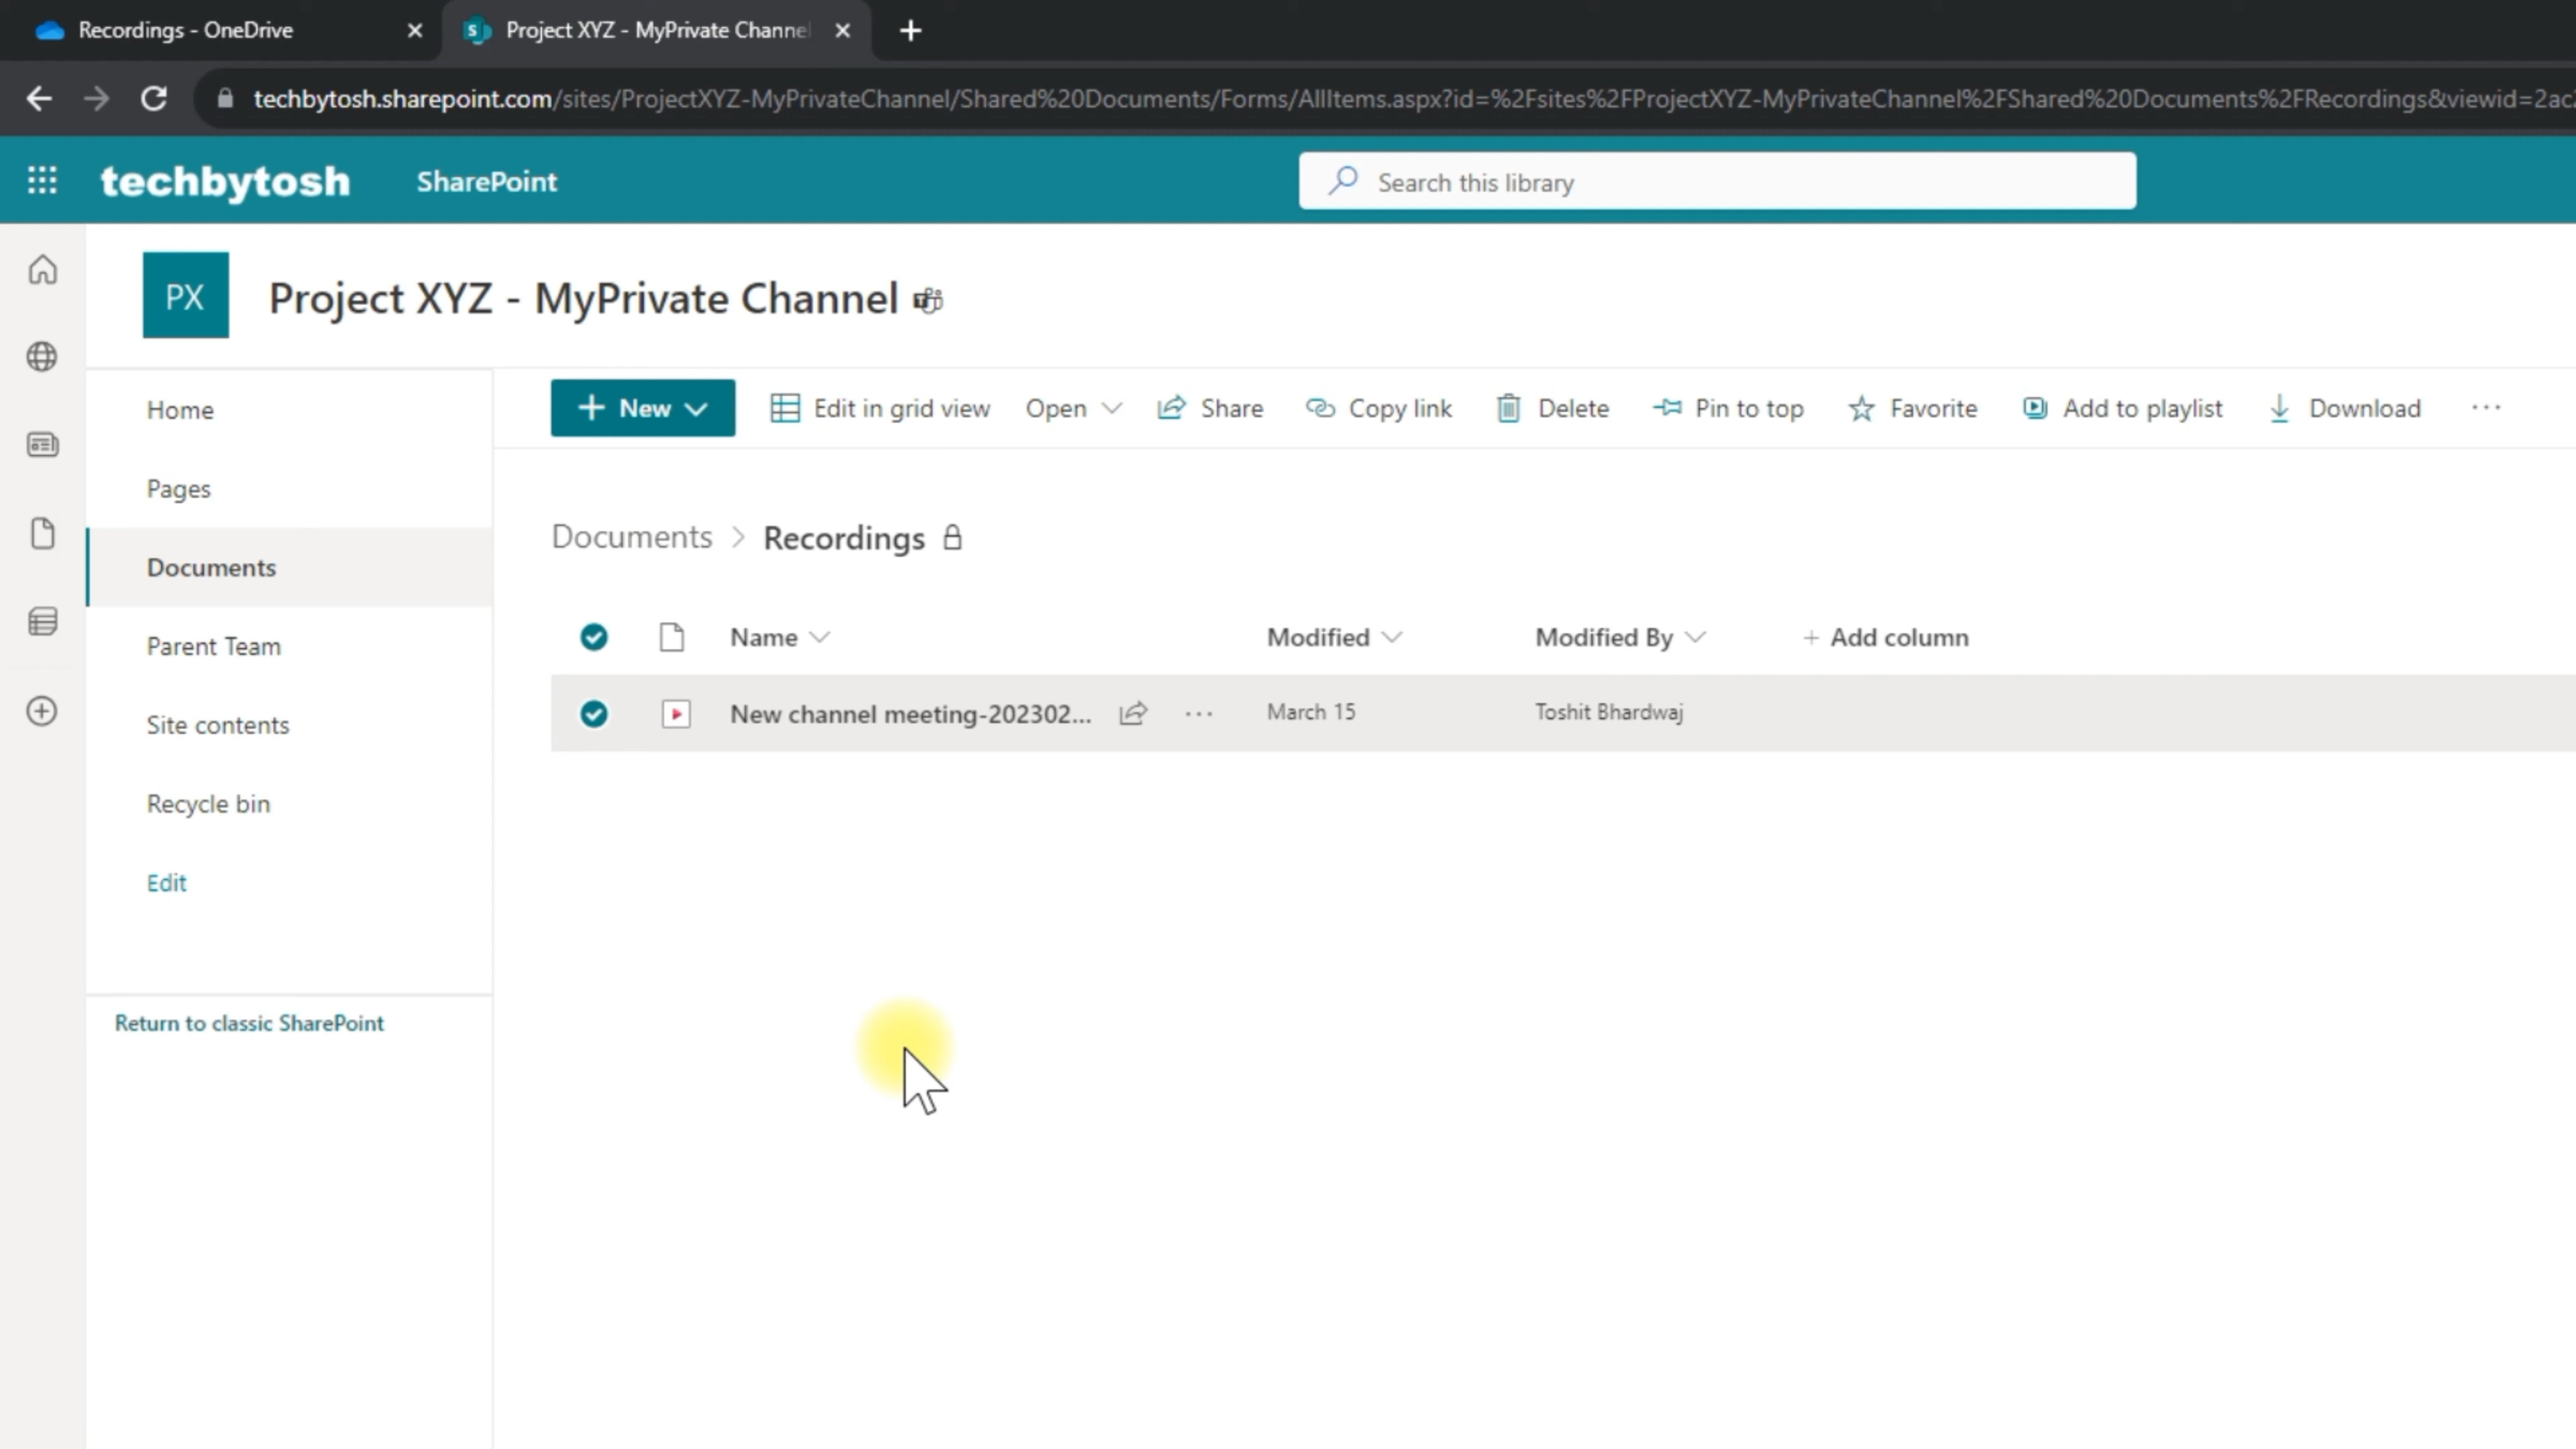 Recordings - OneDrive
Project XYZ - MyPrivate Channel
techbytosh.sharepoint.com/sites/ProjectXYZ-MyPrivateChannel/Shared%20Documents/Forms/AllItems.aspx?id=%2Fsites%2FProjectXYZ-MyPrivateChannel%2FShared%20Documents%2FRecordings&viewid=2ac
techbytosh SharePoint Search this library
PX Project XYZ - MyPrivate Channel
Home
Pages
Documents
Parent Team
Site contents
Recycle bin
Edit
Return to classic SharePoint
New Edit in grid view Open Share Copy link Delete Pin to top Favorite Add to playlist Download ...
Documents > Recordings
Name Modified Modified By + Add column
New channel meeting-202302... ... March 15 Toshit Bhardwaj